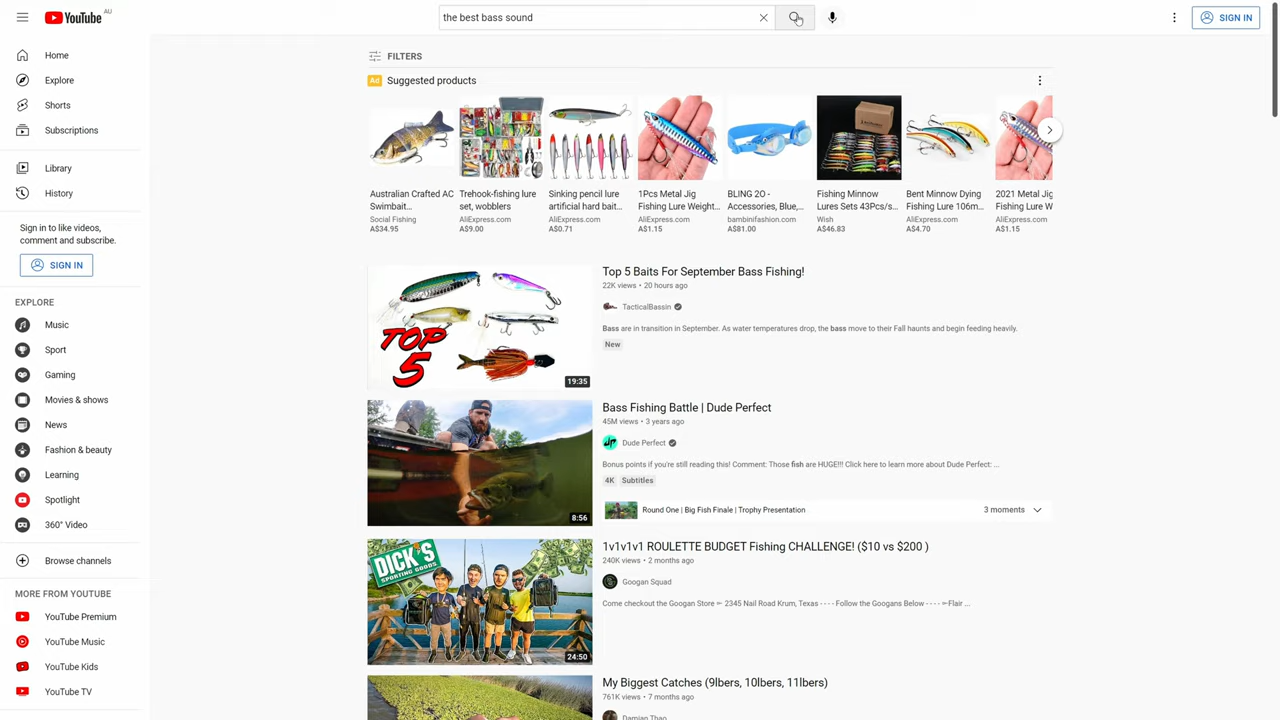 YouTube AU
the best bass sound
SIGN IN
Home
Explore
Shorts
Subscriptions
Library
History
Sign in to like videos,
comment and subscribe.
SIGN IN
EXPLORE
Music
Sport
Gaming
Movies & shows
News
Fashion & beauty
Learning
Spotlight
360° Video
Browse channels
MORE FROM YOUTUBE
YouTube Premium
YouTube Music
YouTube Kids
YouTube TV
FILTERS
Ad Suggested products
Australian Crafted AC
Swimbait...
Social Fishing
A$34.95
Trehook-fishing lure
set, wobblers
AliExpress.com
A$9.00
Sinking pencil lure
artificial hard bait...
AliExpress.com
A$0.71
1Pcs Metal Jig
Fishing Lure Weight...
AliExpress.com
A$1.15
BLING 2O -
Accessories, Blue,...
bambinifashion.com
A$81.00
Fishing Minnow
Lures Sets 43Pcs/s...
Wish
A$46.83
Bent Minnow Dying
Fishing Lure 106m...
AliExpress.com
A$4.70
2021 Metal Jig
Fishing Lure W
AliExpress.com
A$1.15
TOP
5
19:35
Top 5 Baits For September Bass Fishing!
22K views • 20 hours ago
TacticalBassin
Bass are in transition in September. As water temperatures drop, the bass move to their Fall haunts and begin feeding heavily.
New
8:56
Bass Fishing Battle | Dude Perfect
45M views • 3 years ago
Dude Perfect
Bonus points if you're still reading this! Comment: Those fish are HUGE!!! Click here to learn more about Dude Perfect: ...
4K Subtitles
Round One | Big Fish Finale | Trophy Presentation
3 moments
DICK'S
SPORTING GOODS
24:50
1v1v1v1 ROULETTE BUDGET Fishing CHALLENGE! ($10 vs $200 )
240K views • 2 months ago
Googan Squad
Come checkout the Googan Store ➼ 2345 Nail Road Krum, Texas - - - - Follow the Googans Below - - - - ➼Flair ...
My Biggest Catches (9lbers, 10lbers, 11lbers)
761K views • 7 months ago
Damian Thao